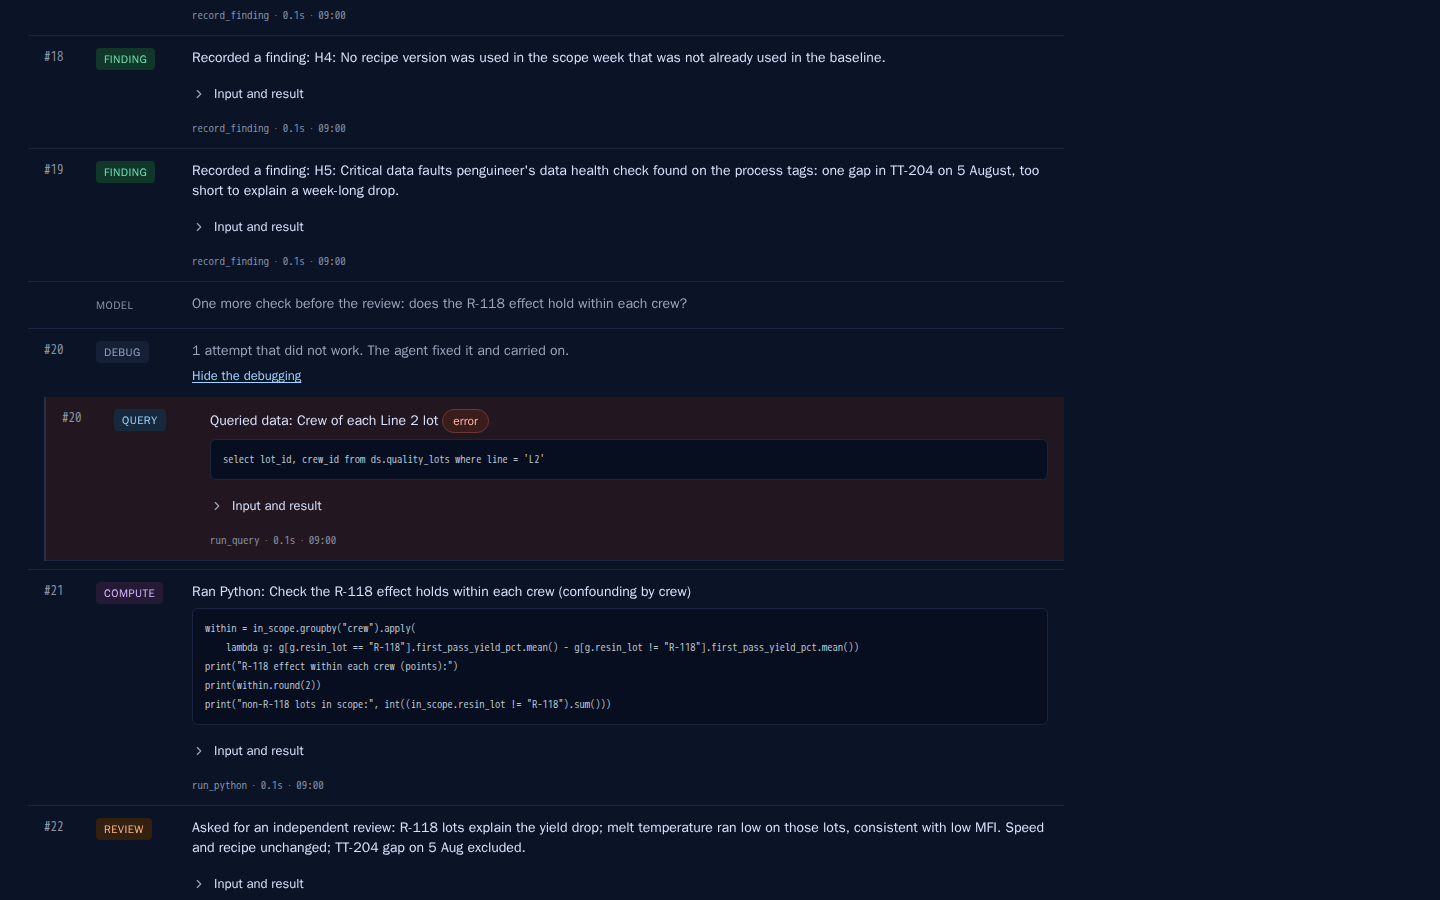 record_finding · 0.1s · 09:00
#18 FINDING Recorded a finding: H4: No recipe version was used in the scope week that was not already used in the baseline.
Input and result
record_finding · 0.1s · 09:00
#19 FINDING Recorded a finding: H5: Critical data faults penguineer's data health check found on the process tags: one gap in TT-204 on 5 August, too
short to explain a week-long drop.
Input and result
record_finding · 0.1s · 09:00
MODEL One more check before the review: does the R-118 effect hold within each crew?
#20 DEBUG 1 attempt that did not work. The agent fixed it and carried on.
Hide the debugging
#20 QUERY Queried data: Crew of each Line 2 lot error
select lot_id, crew_id from ds.quality_lots where line = 'L2'
Input and result
run_query · 0.1s · 09:00
#21 COMPUTE Ran Python: Check the R-118 effect holds within each crew (confounding by crew)
within = in_scope.groupby("crew").apply(
lambda g: g[g.resin_lot == "R-118"].first_pass_yield_pct.mean() - g[g.resin_lot != "R-118"].first_pass_yield_pct.mean())
print("R-118 effect within each crew (points):")
print(within.round(2))
print("non-R-118 lots in scope:", int((in_scope.resin_lot != "R-118").sum()))
Input and result
run_python · 0.1s · 09:00
#22 REVIEW Asked for an independent review: R-118 lots explain the yield drop; melt temperature ran low on those lots, consistent with low MFI. Speed
and recipe unchanged; TT-204 gap on 5 Aug excluded.
Input and result